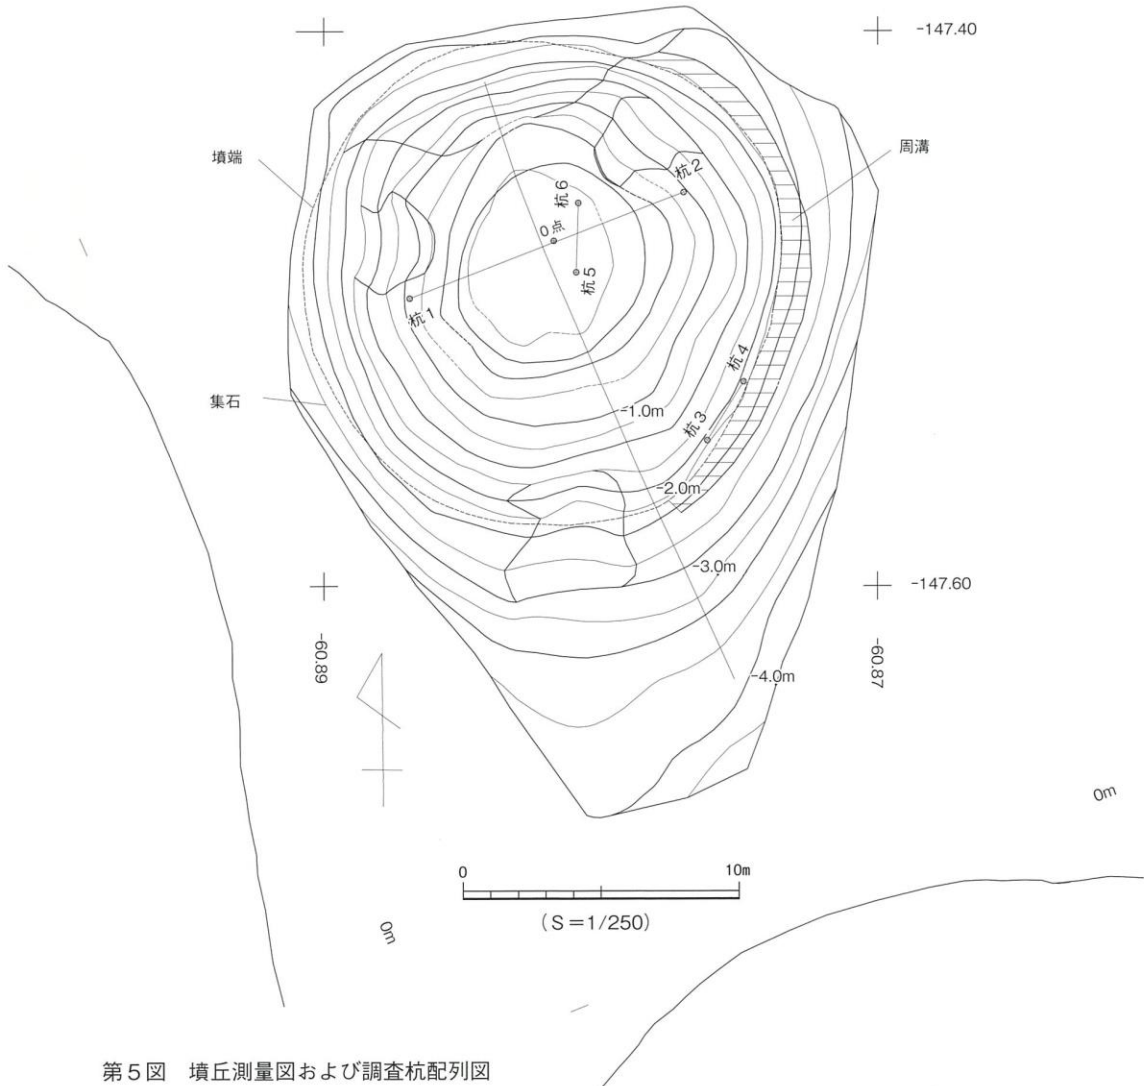 -147.40
墳端
周溝
杭2
杭6
0点
杭5
杭1
杭4
集石
-1.0m
杭3
-2.0m
-3.0m
-147.60
-60.89
-60.87
-4.0m
0m
0
10m
(S=1/250)
0m
第5図 墳丘測量図および調査杭配列図